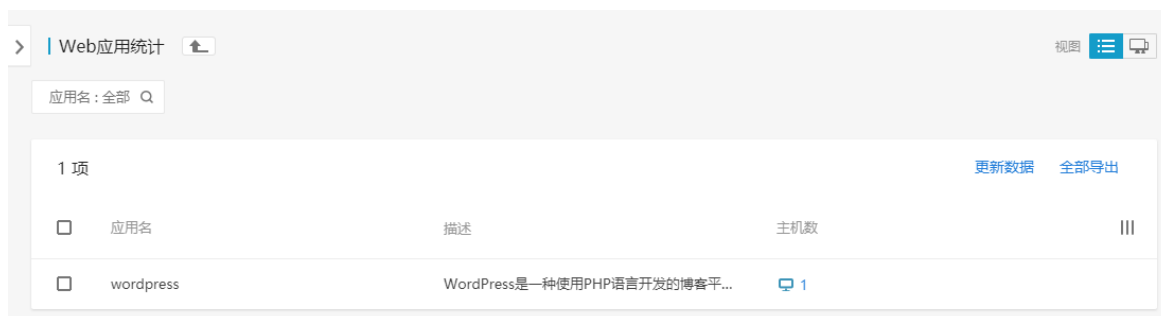 Web应用统计
视图
应用名 : 全部
1 项
更新数据 全部导出
应用名 描述 主机数
wordpress WordPress是一种使用PHP语言开发的博客平... 1